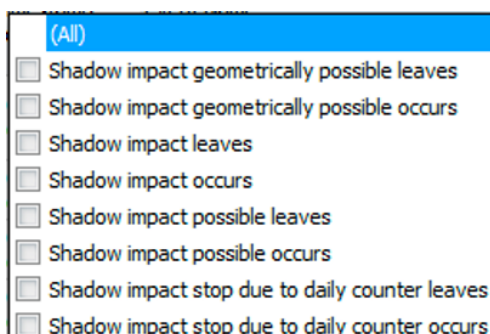 (All)
Shadow impact geometrically possible leaves
Shadow impact geometrically possible occurs
Shadow impact leaves
Shadow impact occurs
Shadow impact possible leaves
Shadow impact possible occurs
Shadow impact stop due to daily counter leaves
Shadow impact stop due to daily counter occurs